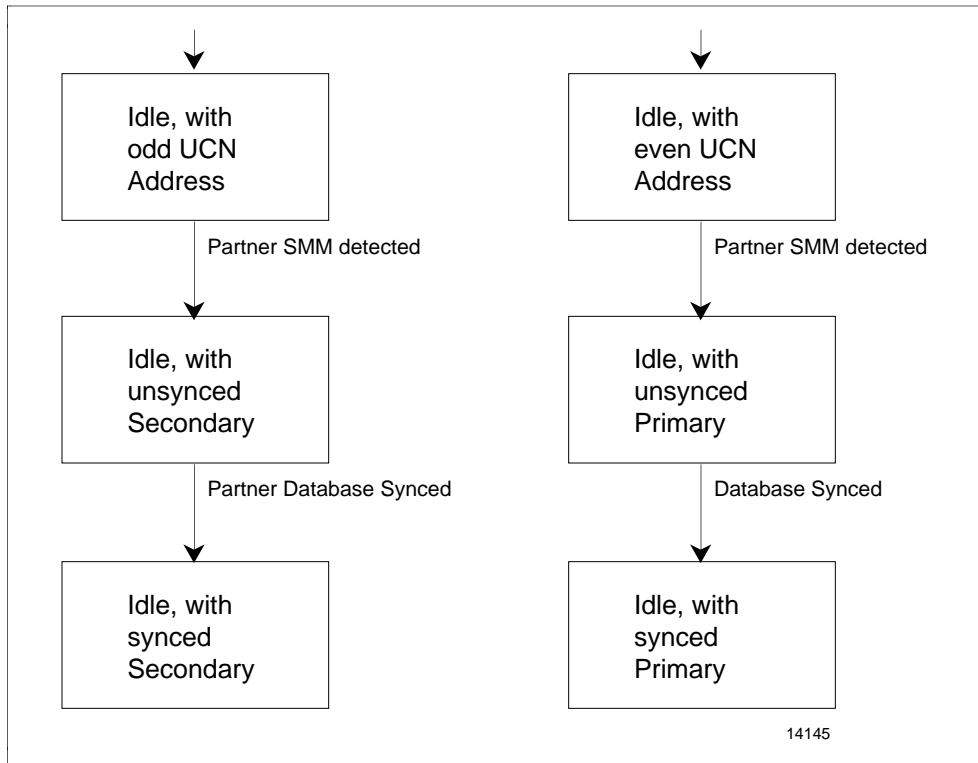 Idle, with
odd UCN
Address
Partner SMM detected
Idle, with
unsynced
Secondary
Partner Database Synced
Idle, with
synced
Secondary
Idle, with
even UCN
Address
Partner SMM detected
Idle, with
unsynced
Primary
Database Synced
Idle, with
synced
Primary
14145